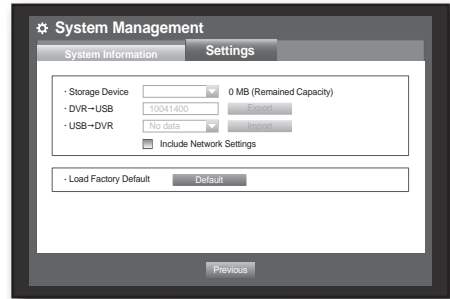 System Management
System Information Settings
· Storage Device 0 MB (Remained Capacity)
· DVR→USB 10041400 Export
· USB→DVR No data Import
Include Network Settings
· Load Factory Default Default
Previous